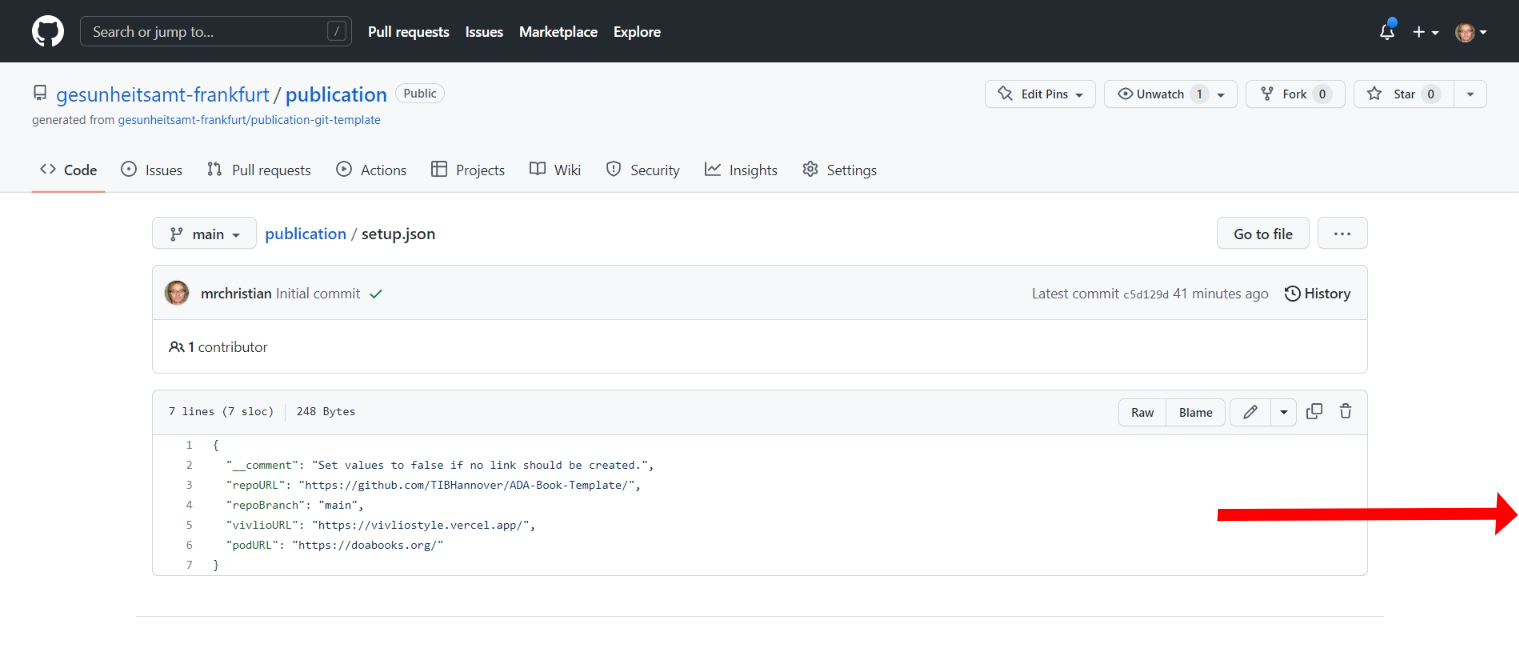 Search or jump to... / Pull requests Issues Marketplace Explore
gesunheitsamt-frankfurt / publication Public Edit Pins Unwatch 1 Fork 0 Star 0
generated from gesunheitsamt-frankfurt/publication-git-template
Code Issues Pull requests Actions Projects Wiki Security Insights Settings
main publication / setup.json Go to file ...
mrchristian Initial commit Latest commit c5d129d 41 minutes ago History
1 contributor
7 lines (7 sloc) 248 Bytes Raw Blame
1 {
2 "__comment": "Set values to false if no link should be created.",
3 "repoURL": "https://github.com/TIBHannover/ADA-Book-Template/",
4 "repoBranch": "main",
5 "vivlioURL": "https://vivliostyle.vercel.app/",
6 "podURL": "https://doabooks.org/"
7 }